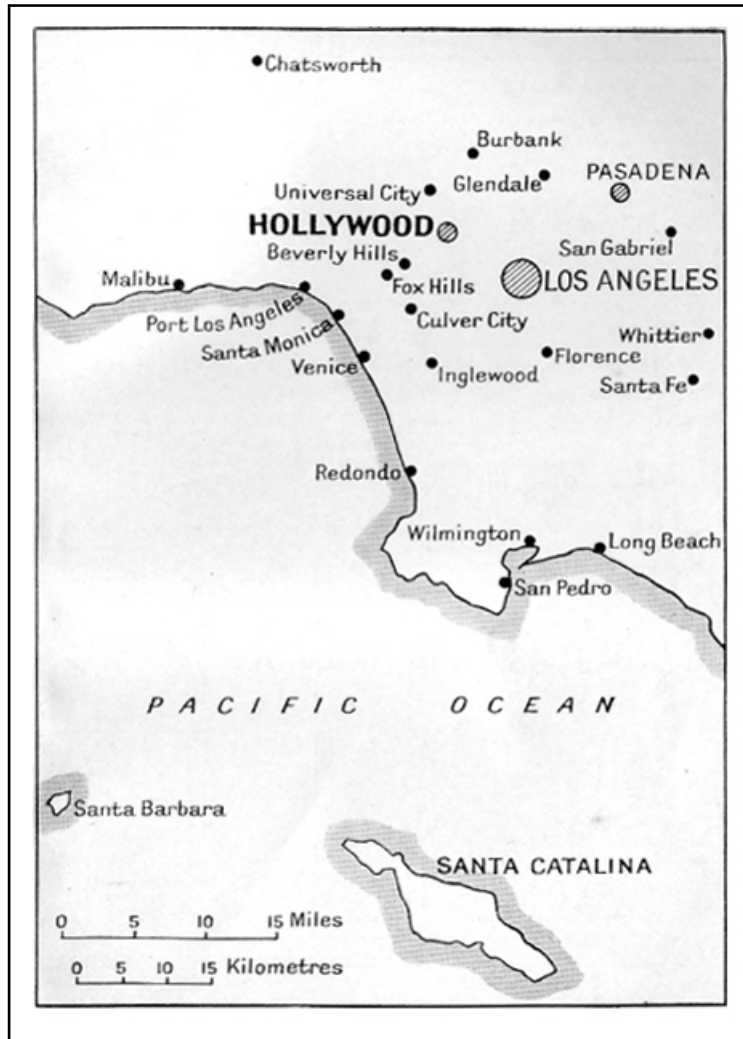 Chatsworth
Burbank
PASADENA
Glendale
Universal City
HOLLYWOOD
San Gabriel
Beverly Hills
LOS ANGELES
Malibu
Fox Hills
Port Los Angeles
Culver City
Santa Monica
Whittier
Venice
Florence
Inglewood
Santa Fe
Redondo
Wilmington
Long Beach
San Pedro
PACIFIC OCEAN
Santa Barbara
SANTA CATALINA
0 5 10 15 Miles
0 5 10 15 Kilometres